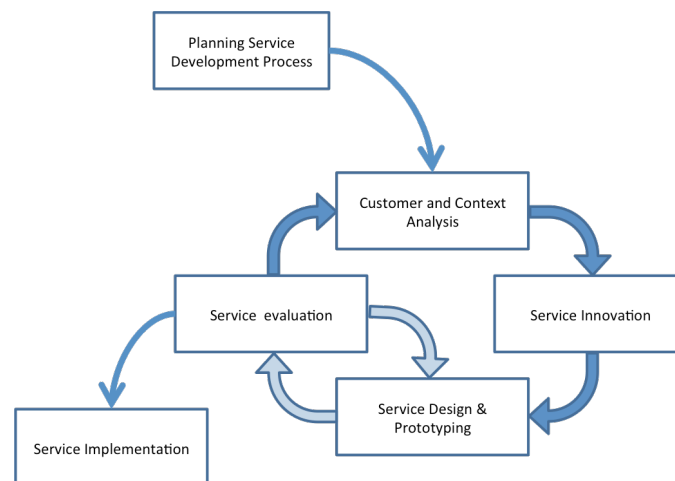 Planning Service
Development Process
Customer and Context
Analysis
Service evaluation
Service Innovation
Service Design &
Prototyping
Service Implementation